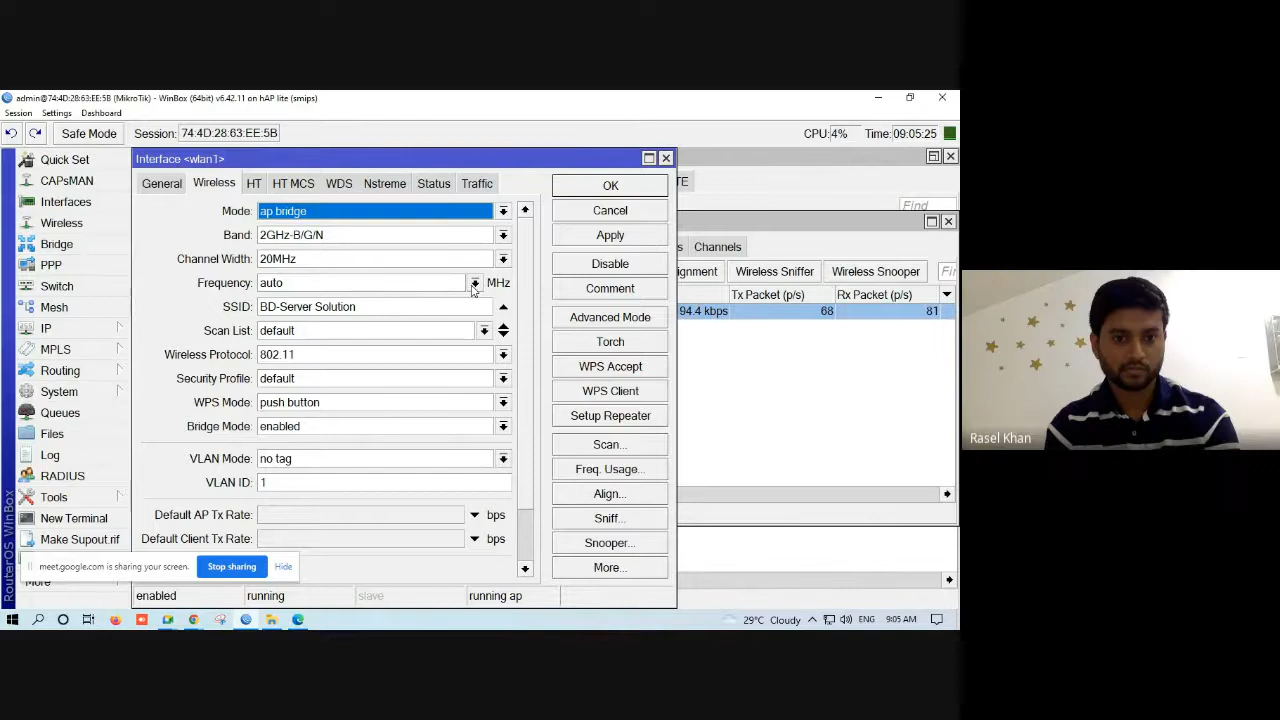 admin@74:4D:28:63:EE:5B (MikroTik) - WinBox (64bit) v6.42.11 on hAP lite (smips)
Session Settings Dashboard
Safe Mode Session: 74:4D:28:63:EE:5B CPU: 4% Time: 09:05:25
Quick Set
CAPsMAN
Interfaces
Wireless
Bridge
PPP
Switch
Mesh
IP
MPLS
Routing
System
Queues
Files
Log
RADIUS
Tools
New Terminal
Make Supout.rif
More
RouterOS WinBox
Interface <wlan1>
General Wireless HT HT MCS WDS Nstreme Status Traffic
Mode: ap bridge
Band: 2GHz-B/G/N
Channel Width: 20MHz
Frequency: auto MHz
SSID: BD-Server Solution
Scan List: default
Wireless Protocol: 802.11
Security Profile: default
WPS Mode: push button
Bridge Mode: enabled
VLAN Mode: no tag
VLAN ID: 1
Default AP Tx Rate: bps
Default Client Tx Rate: bps
OK
Cancel
Apply
Disable
Comment
Advanced Mode
Torch
WPS Accept
WPS Client
Setup Repeater
Scan...
Freq. Usage...
Align...
Sniff...
Snooper...
More...
enabled running slave running ap
TE
Find
s Channels
ignment Wireless Sniffer Wireless Snooper Fin
Tx Packet (p/s) Rx Packet (p/s)
94.4 kbps 68 81
meet.google.com is sharing your screen. Stop sharing Hide
29°C Cloudy ENG 9:05 AM
Rasel Khan